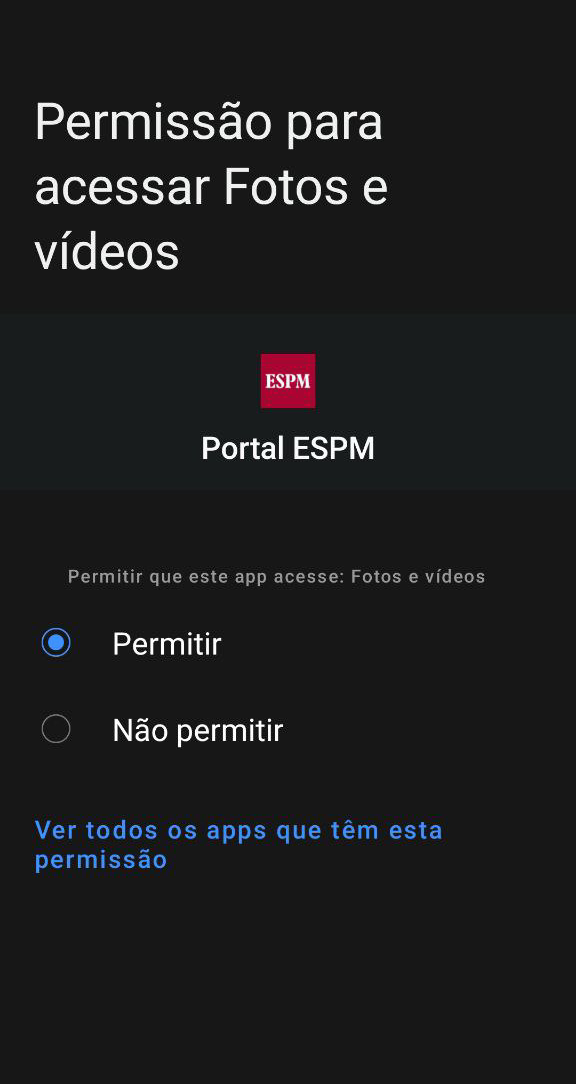 Permissão para
acessar Fotos e
vídeos
ESPM
Portal ESPM
Permitir que este app acesse: Fotos e vídeos
Permitir
Não permitir
Ver todos os apps que têm esta
permissão